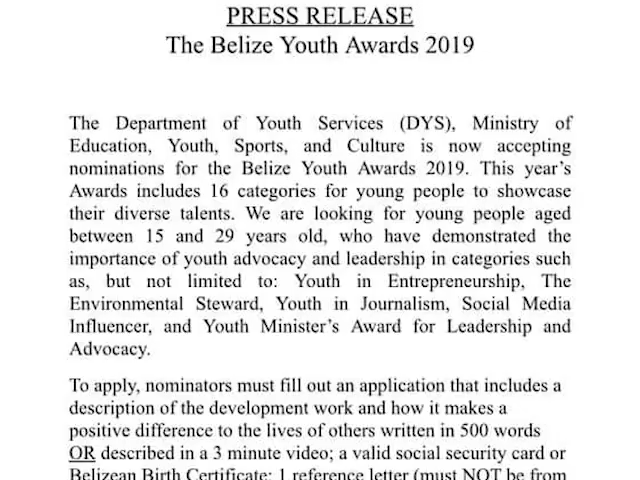 PRESS RELEASE
The Belize Youth Awards 2019
The Department of Youth Services (DYS), Ministry of
Education, Youth, Sports, and Culture is now accepting
nominations for the Belize Youth Awards 2019. This year’s
Awards includes 16 categories for young people to showcase
their diverse talents. We are looking for young people aged
between 15 and 29 years old, who have demonstrated the
importance of youth advocacy and leadership in categories such
as, but not limited to: Youth in Entrepreneurship, The
Environmental Steward, Youth in Journalism, Social Media
Influencer, and Youth Minister’s Award for Leadership and
Advocacy.
To apply, nominators must fill out an application that includes a
description of the development work and how it makes a
positive difference to the lives of others written in 500 words
OR described in a 3 minute video; a valid social security card or
Belizean Birth Certificate; 1 reference letter (must NOT be from